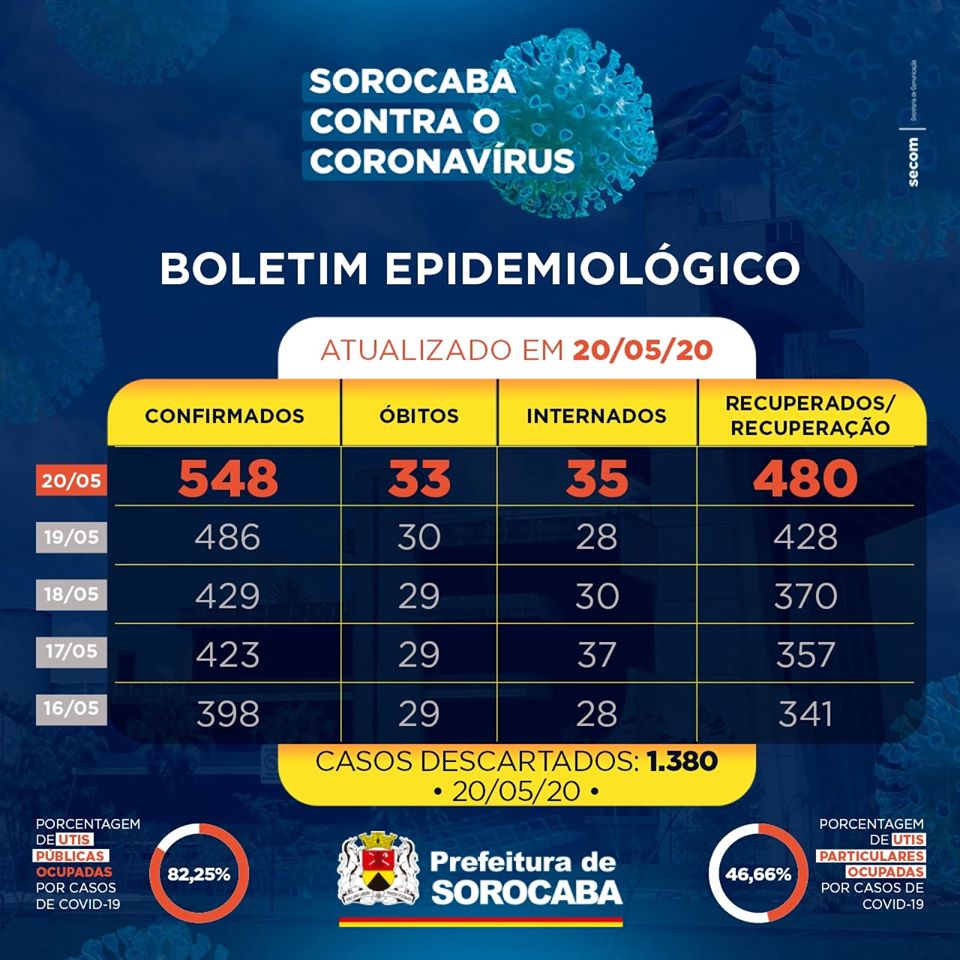 SOROCABA
CONTRA O
CORONAVÍRUS
secom
Secretaria de Comunicação
BOLETIM EPIDEMIOLÓGICO
ATUALIZADO EM 20/05/20
CONFIRMADOS ÓBITOS INTERNADOS RECUPERADOS/
RECUPERAÇÃO
20/05 548 33 35 480
19/05 486 30 28 428
18/05 429 29 30 370
17/05 423 29 37 357
16/05 398 29 28 341
CASOS DESCARTADOS: 1.380
• 20/05/20 •
PORCENTAGEM
DE UTIS
PÚBLICAS
OCUPADAS
POR CASOS
DE COVID-19
82,25%
Prefeitura de
SOROCABA
46,66%
PORCENTAGEM
DE UTIS
PARTICULARES
OCUPADAS
POR CASOS DE
COVID-19